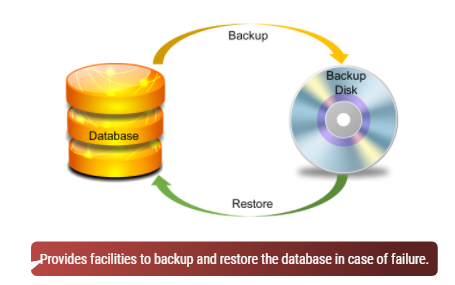 Backup
Backup
Disk
Database
Restore
Provides facilities to backup and restore the database in case of failure.